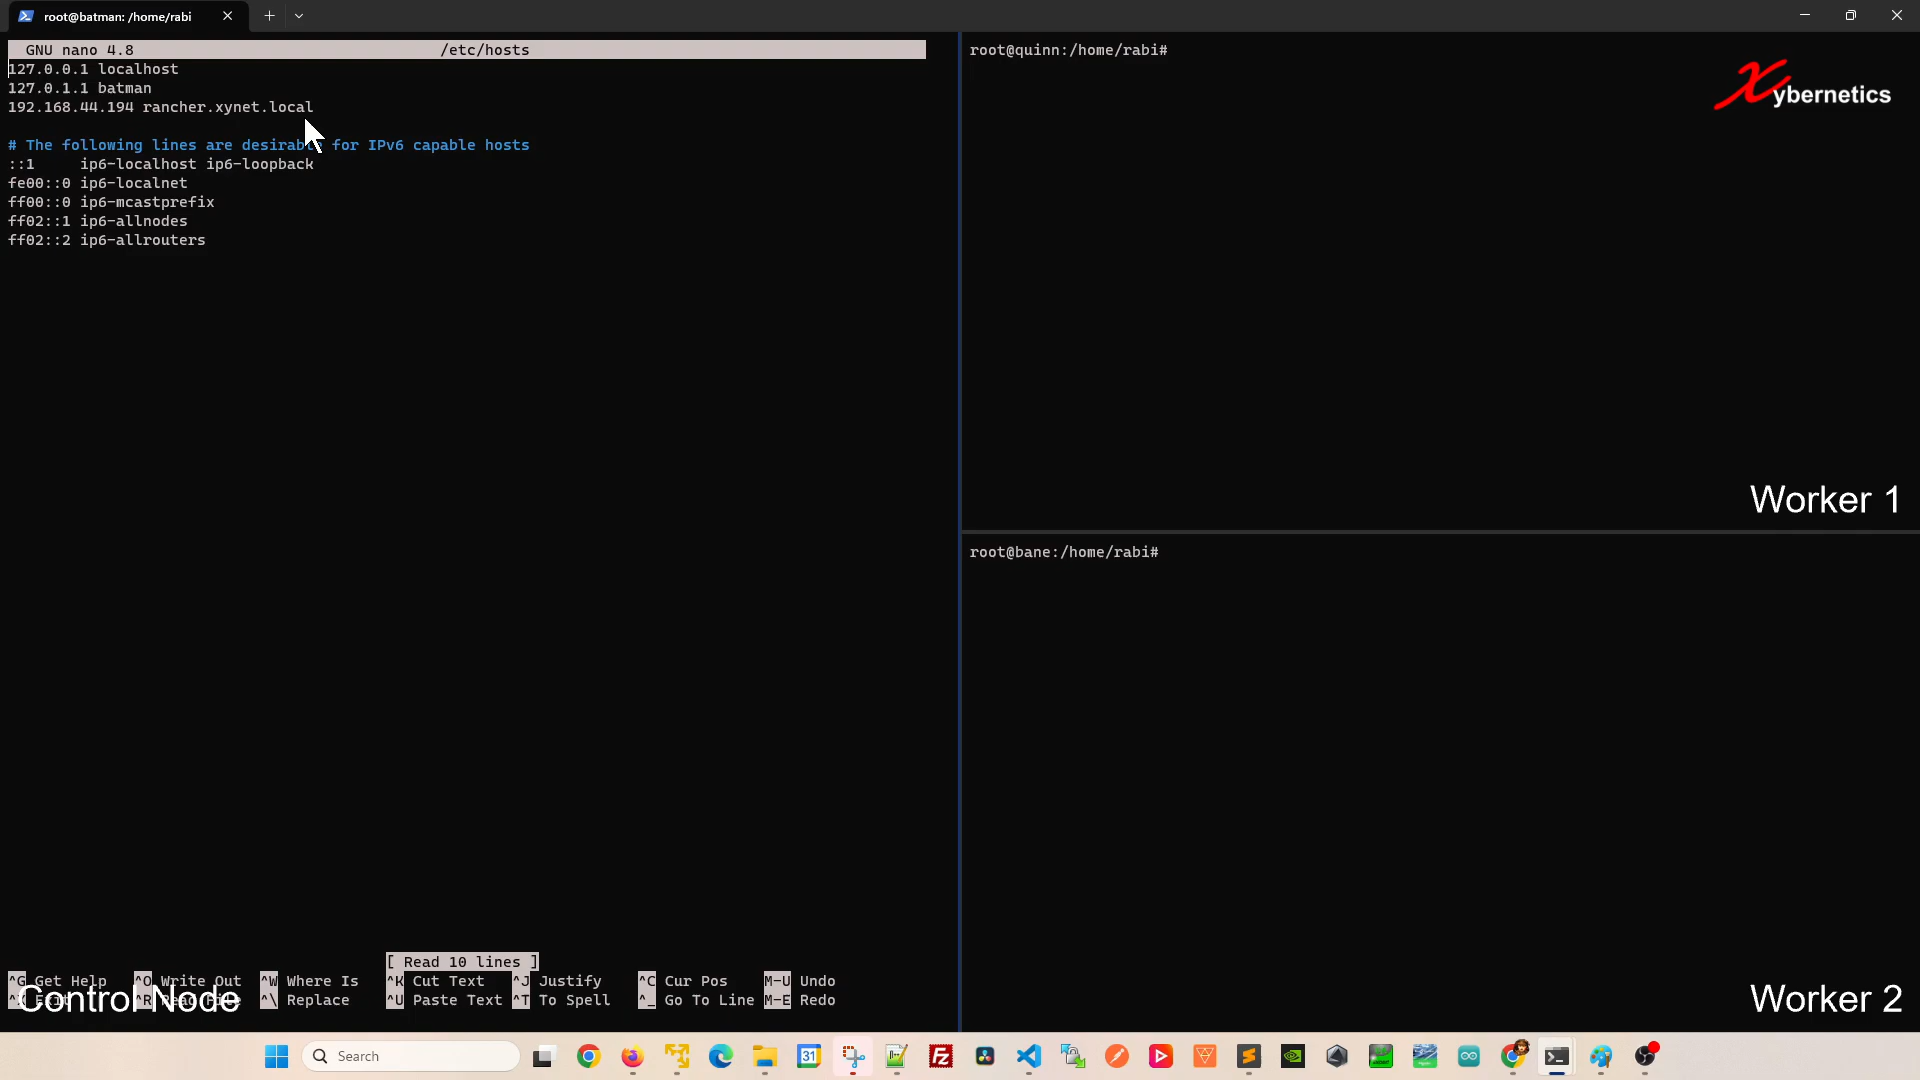 root@batman: /home/rabi
GNU nano 4.8 /etc/hosts
127.0.0.1 localhost
127.0.1.1 batman
192.168.44.194 rancher.xynet.local
# The following lines are desirable for IPv6 capable hosts
::1 ip6-localhost ip6-loopback
fe00::0 ip6-localnet
ff00::0 ip6-mcastprefix
ff02::1 ip6-allnodes
ff02::2 ip6-allrouters
[ Read 10 lines ]
^G Get Help ^O Write Out ^W Where Is ^K Cut Text ^J Justify ^C Cur Pos M-U Undo
^X Exit ^R Read File ^\ Replace ^U Paste Text ^T To Spell ^_ Go To Line M-E Redo
Control Node
root@quinn:/home/rabi#
Xybernetics
Worker 1
root@bane:/home/rabi#
Worker 2
Search
31